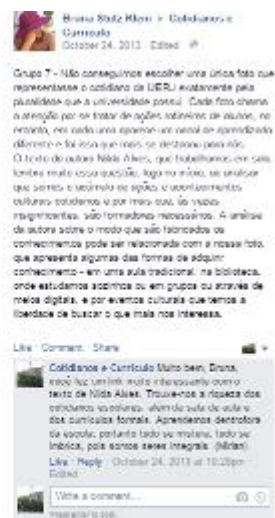 Bruna Stutz Klem ▸ Cotidianos e
Currículo
October 24, 2013 · Edited
Grupo 7 - Não conseguimos escolher uma única foto que
representasse o cotidiano da UERJ exatamente pela
pluralidade que a universidade possui. Cada foto chama
a atenção por se tratar de ações rotineiras de alunos, no
entanto, em cada uma aparece um canal de aprendizado
diferente e foi isso que mais se destacou para nós.
O texto da autora Nilda Alves, que trabalhamos em sala,
lembra muito essa questão, logo no início, ao analisar
que somos o acúmulo de ações e acontecimentos
culturais cotidianos e por mais que, às vezes
insignificantes, são formadores necessários. A análise
da autora sobre o modo que são fabricados os
conhecimentos pode ser relacionada com a nossa foto,
que apresenta algumas das formas de adquirir
conhecimento - em uma aula tradicional, na biblioteca,
onde estudamos sozinhos ou em grupos ou através de
meios digitais, e por eventos culturais que temos a
liberdade de buscar o que mais nos interessa.
Like · Comment · Share
Cotidianos e Currículo Muito bem, Bruna,
você fez um link muito interessante com o
texto de Nilda Alves. Trouxe-nos a riqueza dos
cotidianos escolares, além da sala de aula e
dos currículos formais. Aprendemos dentrofora
da escola, portanto tudo se mistura, tudo se
imbrica, pois somos seres integrais. (Mirian)
Like · Reply · October 24, 2013 at 10:28pm ·
Edited
Write a comment...